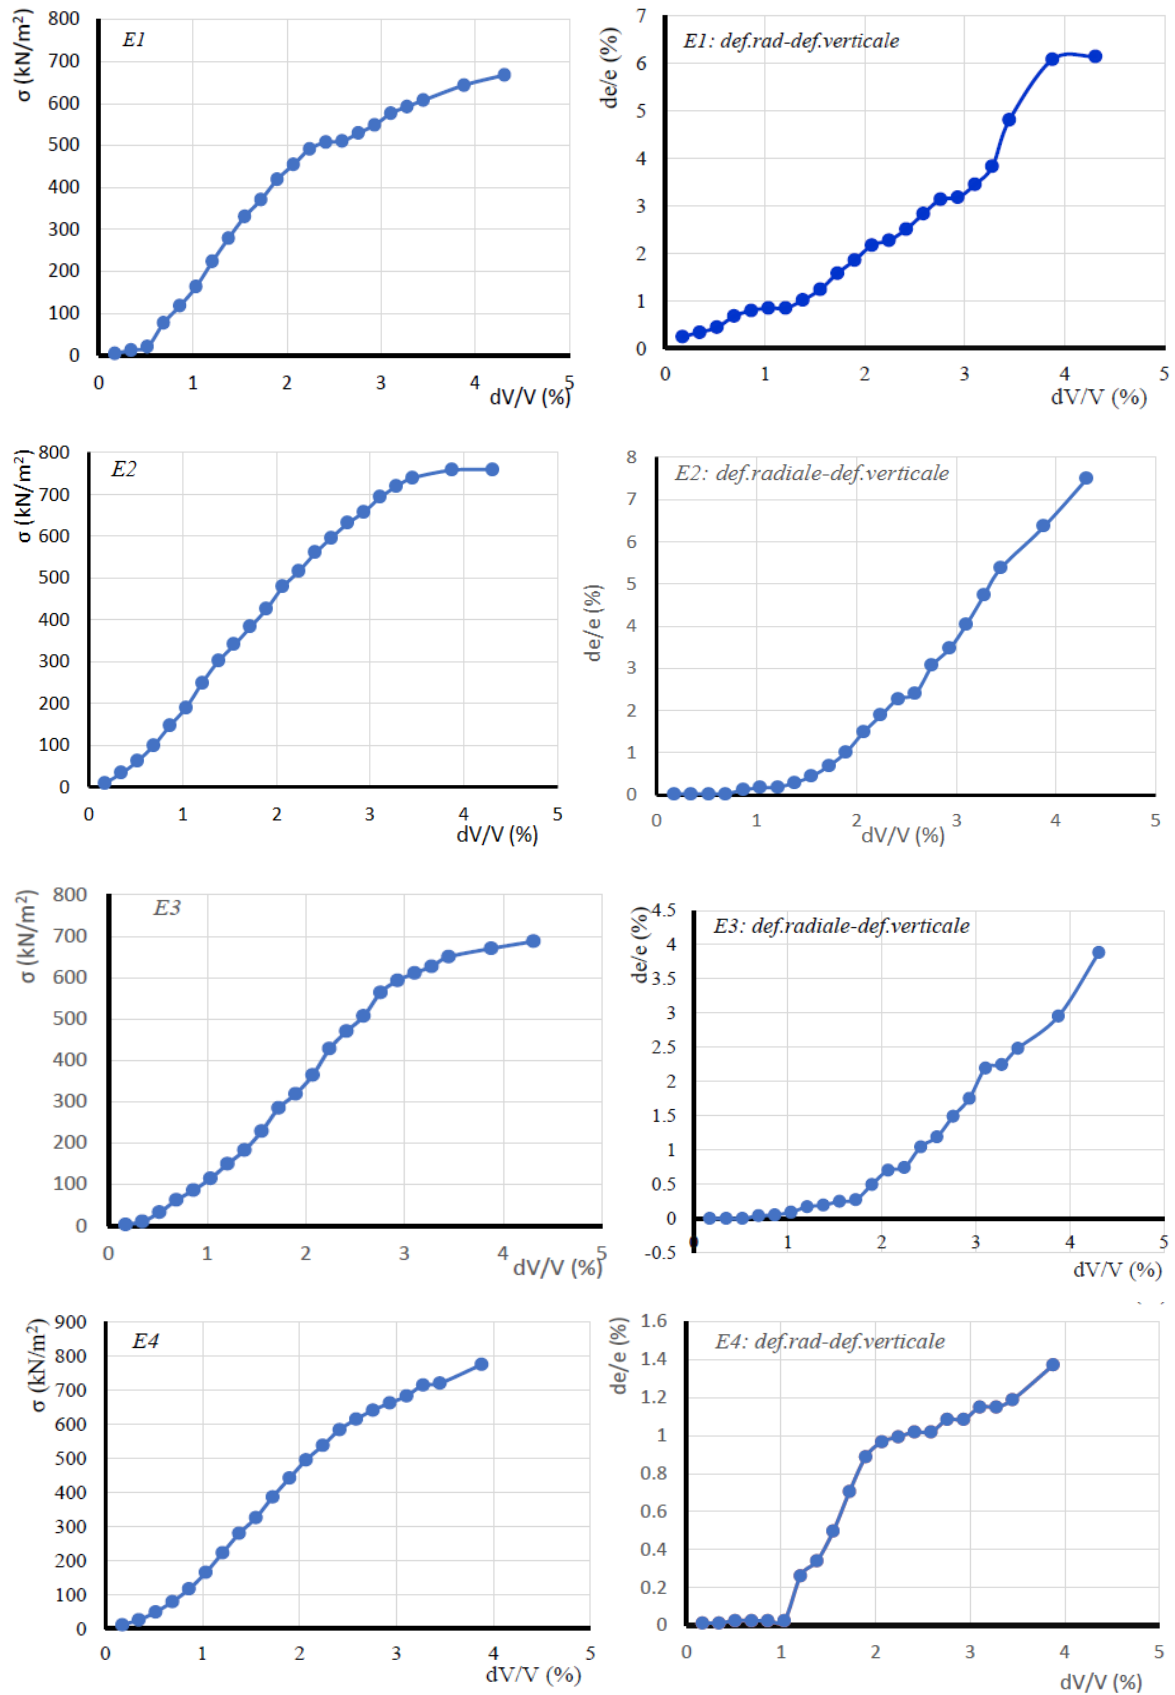 σ (kN/m²)
E1
800
700
600
500
400
300
200
100
0
0 1 2 3 4 5
dV/V (%)
de/e (%)
E1: def.rad-def.verticale
7
6
5
4
3
2
1
0
0 1 2 3 4 5
dV/V (%)
σ (kN/m²)
E2
800
700
600
500
400
300
200
100
0
0 1 2 3 4 5
dV/V (%)
de/e (%)
E2: def.radiale-def.verticale
8
7
6
5
4
3
2
1
0
0 1 2 3 4 5
dV/V (%)
σ (kN/m²)
E3
800
700
600
500
400
300
200
100
0
0 1 2 3 4 5
dV/V (%)
de/e (%)
E3: def.radiale-def.verticale
4.5
4
3.5
3
2.5
2
1.5
1
0.5
0
-0.5
0 1 2 3 4 5
dV/V (%)
σ (kN/m²)
E4
900
800
700
600
500
400
300
200
100
0
0 1 2 3 4 5
dV/V (%)
de/e (%)
E4: def.rad-def.verticale
1.6
1.4
1.2
1
0.8
0.6
0.4
0.2
0
0 1 2 3 4 5
dV/V (%)